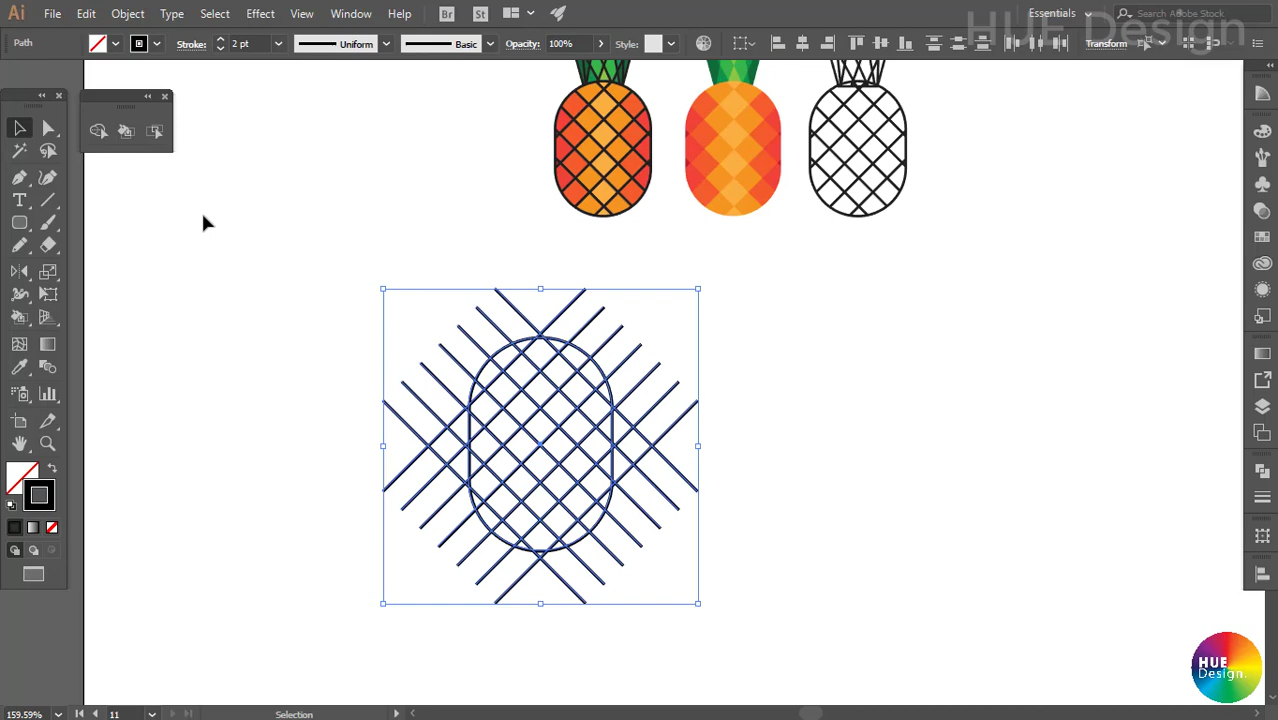 Ai File Edit Object Type Select Effect View Window Help Br St Essentials Search Adobe Stock
HUE Design
Path Stroke: 2 pt Uniform Basic Opacity: 100% Style: Transform
HUE
Design.
159.59% 11 Selection